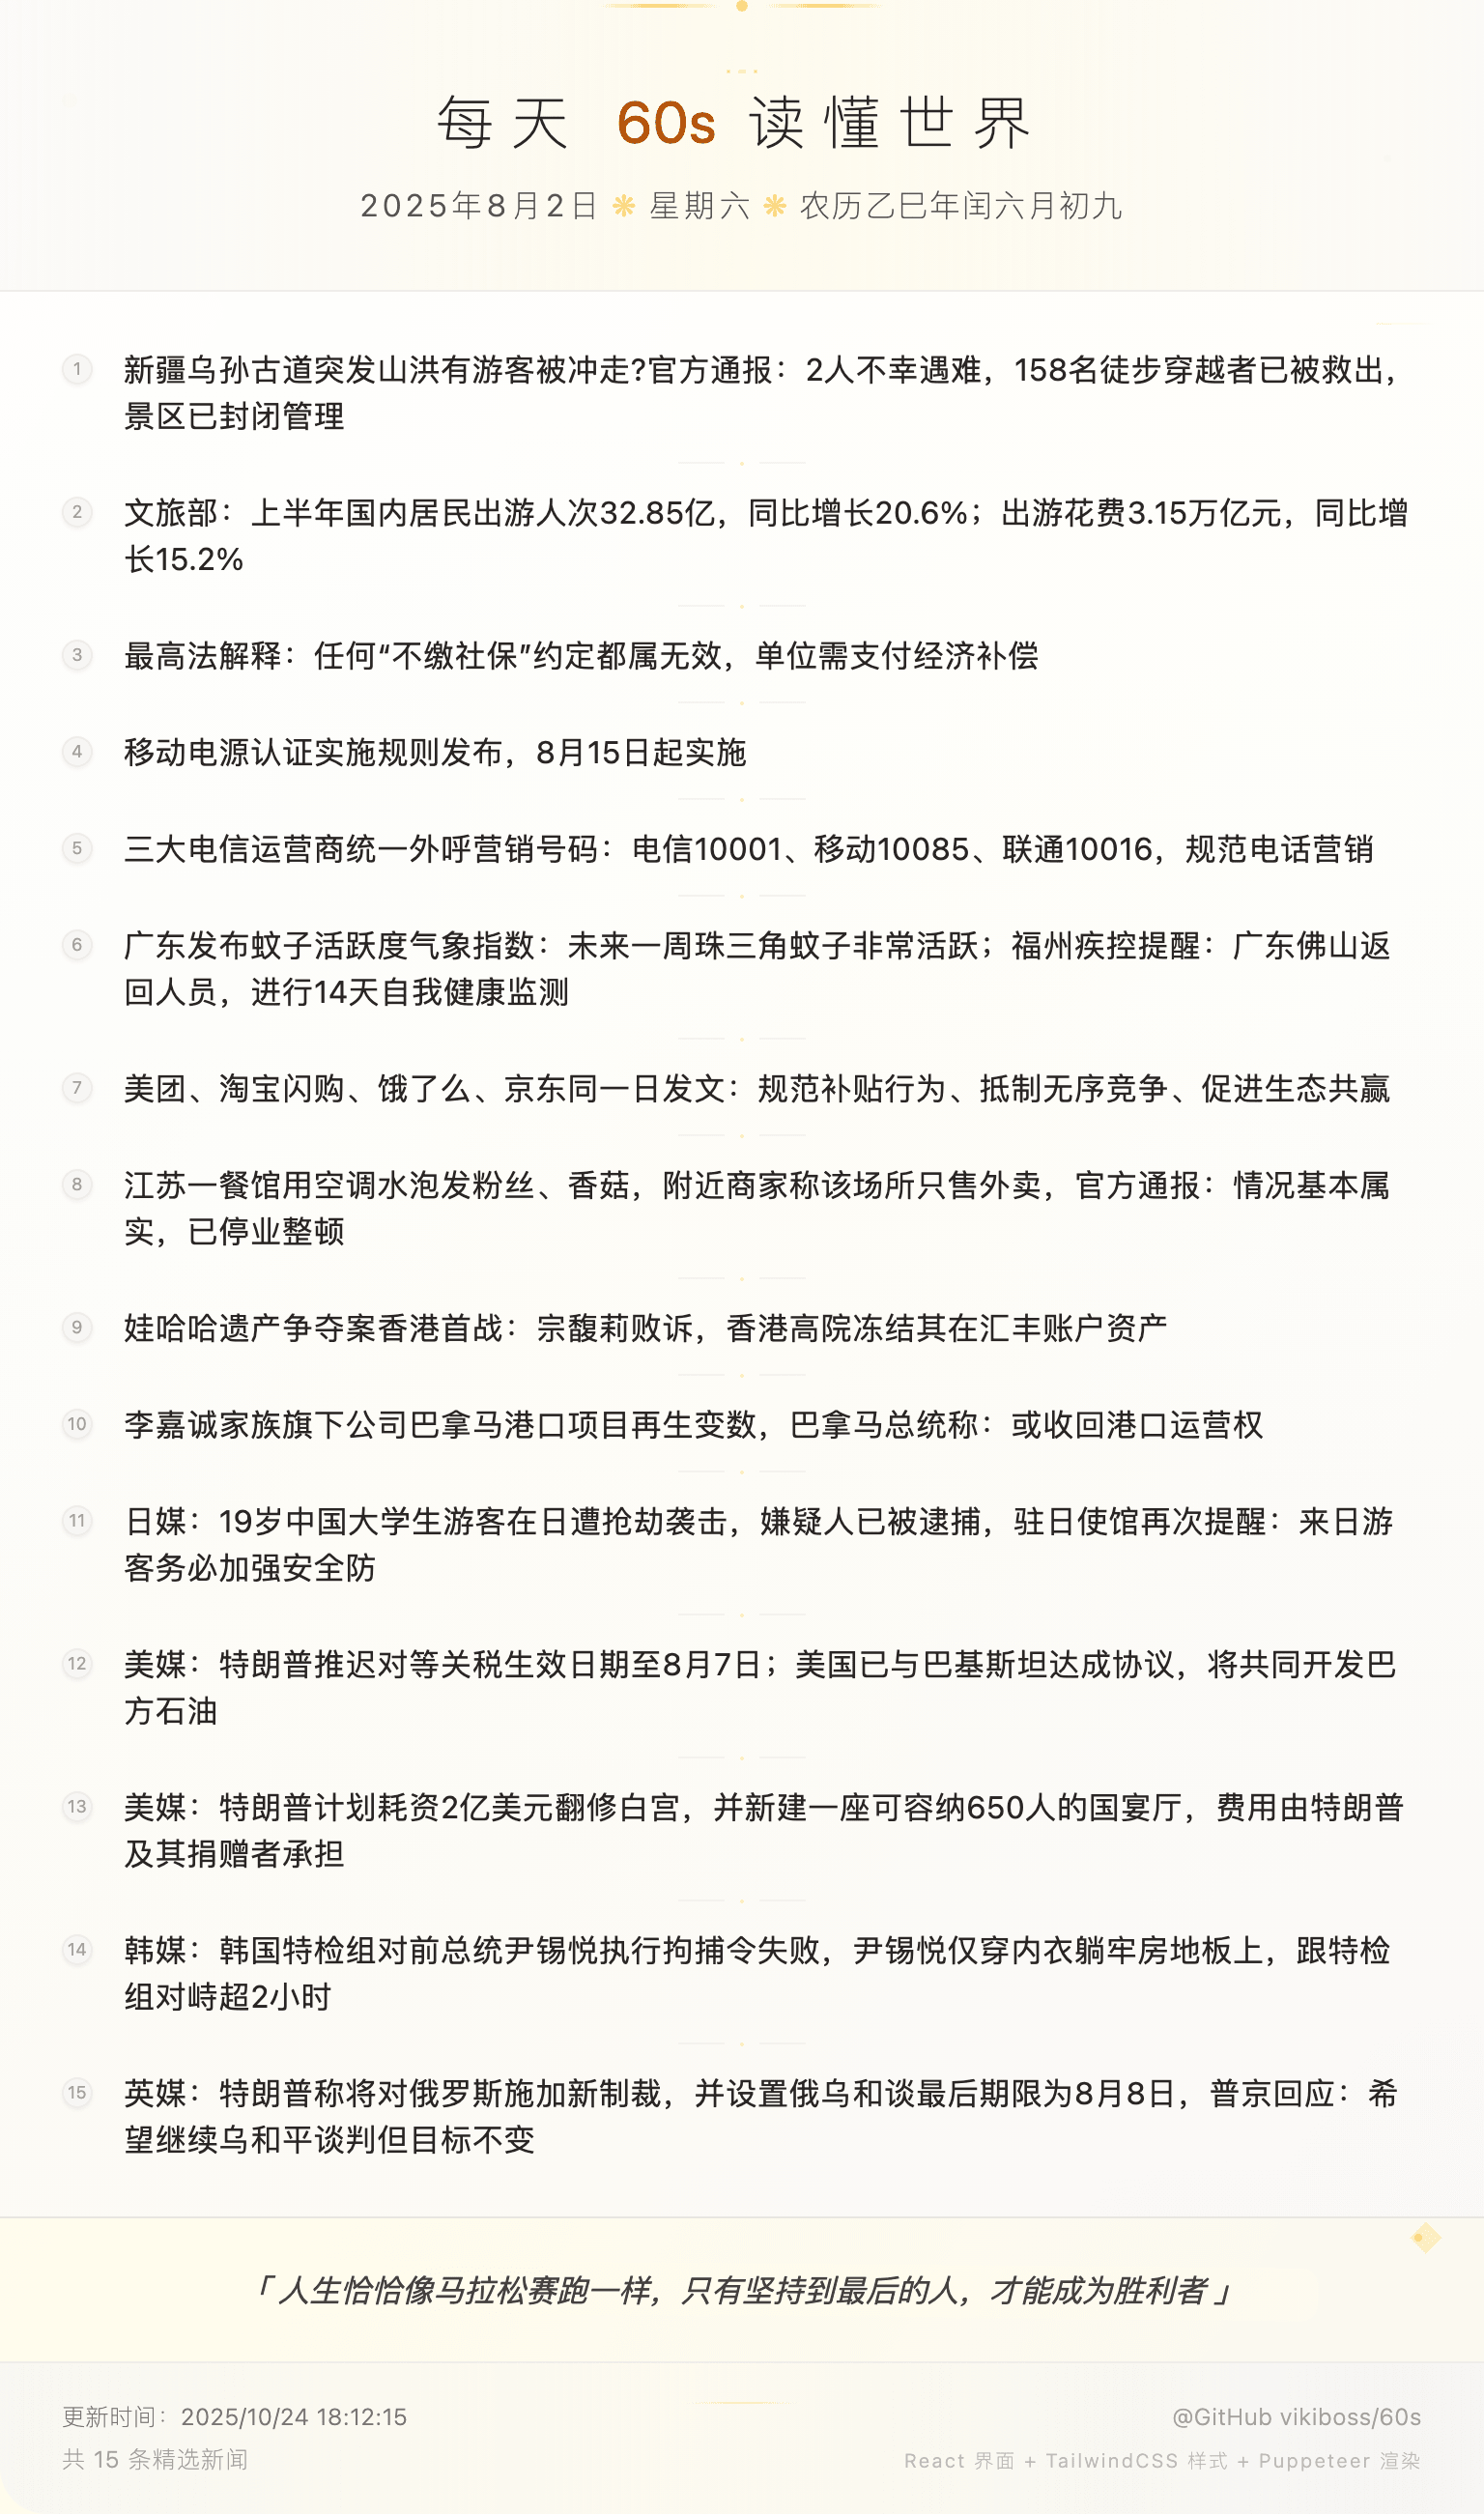 每天 60s 读懂世界
2025年8月2日 ❋ 星期六 ❋ 农历乙巳年闰六月初九
1 新疆乌孙古道突发山洪有游客被冲走?官方通报：2人不幸遇难，158名徒步穿越者已被救出，
景区已封闭管理
2 文旅部：上半年国内居民出游人次32.85亿，同比增长20.6%；出游花费3.15万亿元，同比增
长15.2%
3 最高法解释：任何“不缴社保”约定都属无效，单位需支付经济补偿
4 移动电源认证实施规则发布，8月15日起实施
5 三大电信运营商统一外呼营销号码：电信10001、移动10085、联通10016，规范电话营销
6 广东发布蚊子活跃度气象指数：未来一周珠三角蚊子非常活跃；福州疾控提醒：广东佛山返
回人员，进行14天自我健康监测
7 美团、淘宝闪购、饿了么、京东同一日发文：规范补贴行为、抵制无序竞争、促进生态共赢
8 江苏一餐馆用空调水泡发粉丝、香菇，附近商家称该场所只售外卖，官方通报：情况基本属
实，已停业整顿
9 娃哈哈遗产争夺案香港首战：宗馥莉败诉，香港高院冻结其在汇丰账户资产
10 李嘉诚家族旗下公司巴拿马港口项目再生变数，巴拿马总统称：或收回港口运营权
11 日媒：19岁中国大学生游客在日遭抢劫袭击，嫌疑人已被逮捕，驻日使馆再次提醒：来日游
客务必加强安全防
12 美媒：特朗普推迟对等关税生效日期至8月7日；美国已与巴基斯坦达成协议，将共同开发巴
方石油
13 美媒：特朗普计划耗资2亿美元翻修白宫，并新建一座可容纳650人的国宴厅，费用由特朗普
及其捐赠者承担
14 韩媒：韩国特检组对前总统尹锡悦执行拘捕令失败，尹锡悦仅穿内衣躺牢房地板上，跟特检
组对峙超2小时
15 英媒：特朗普称将对俄罗斯施加新制裁，并设置俄乌和谈最后期限为8月8日，普京回应：希
望继续乌和平谈判但目标不变
「 人生恰恰像马拉松赛跑一样，只有坚持到最后的人，才能成为胜利者 」
更新时间：2025/10/24 18:12:15
@GitHub vikiboss/60s
共 15 条精选新闻
React 界面 + TailwindCSS 样式 + Puppeteer 渲染